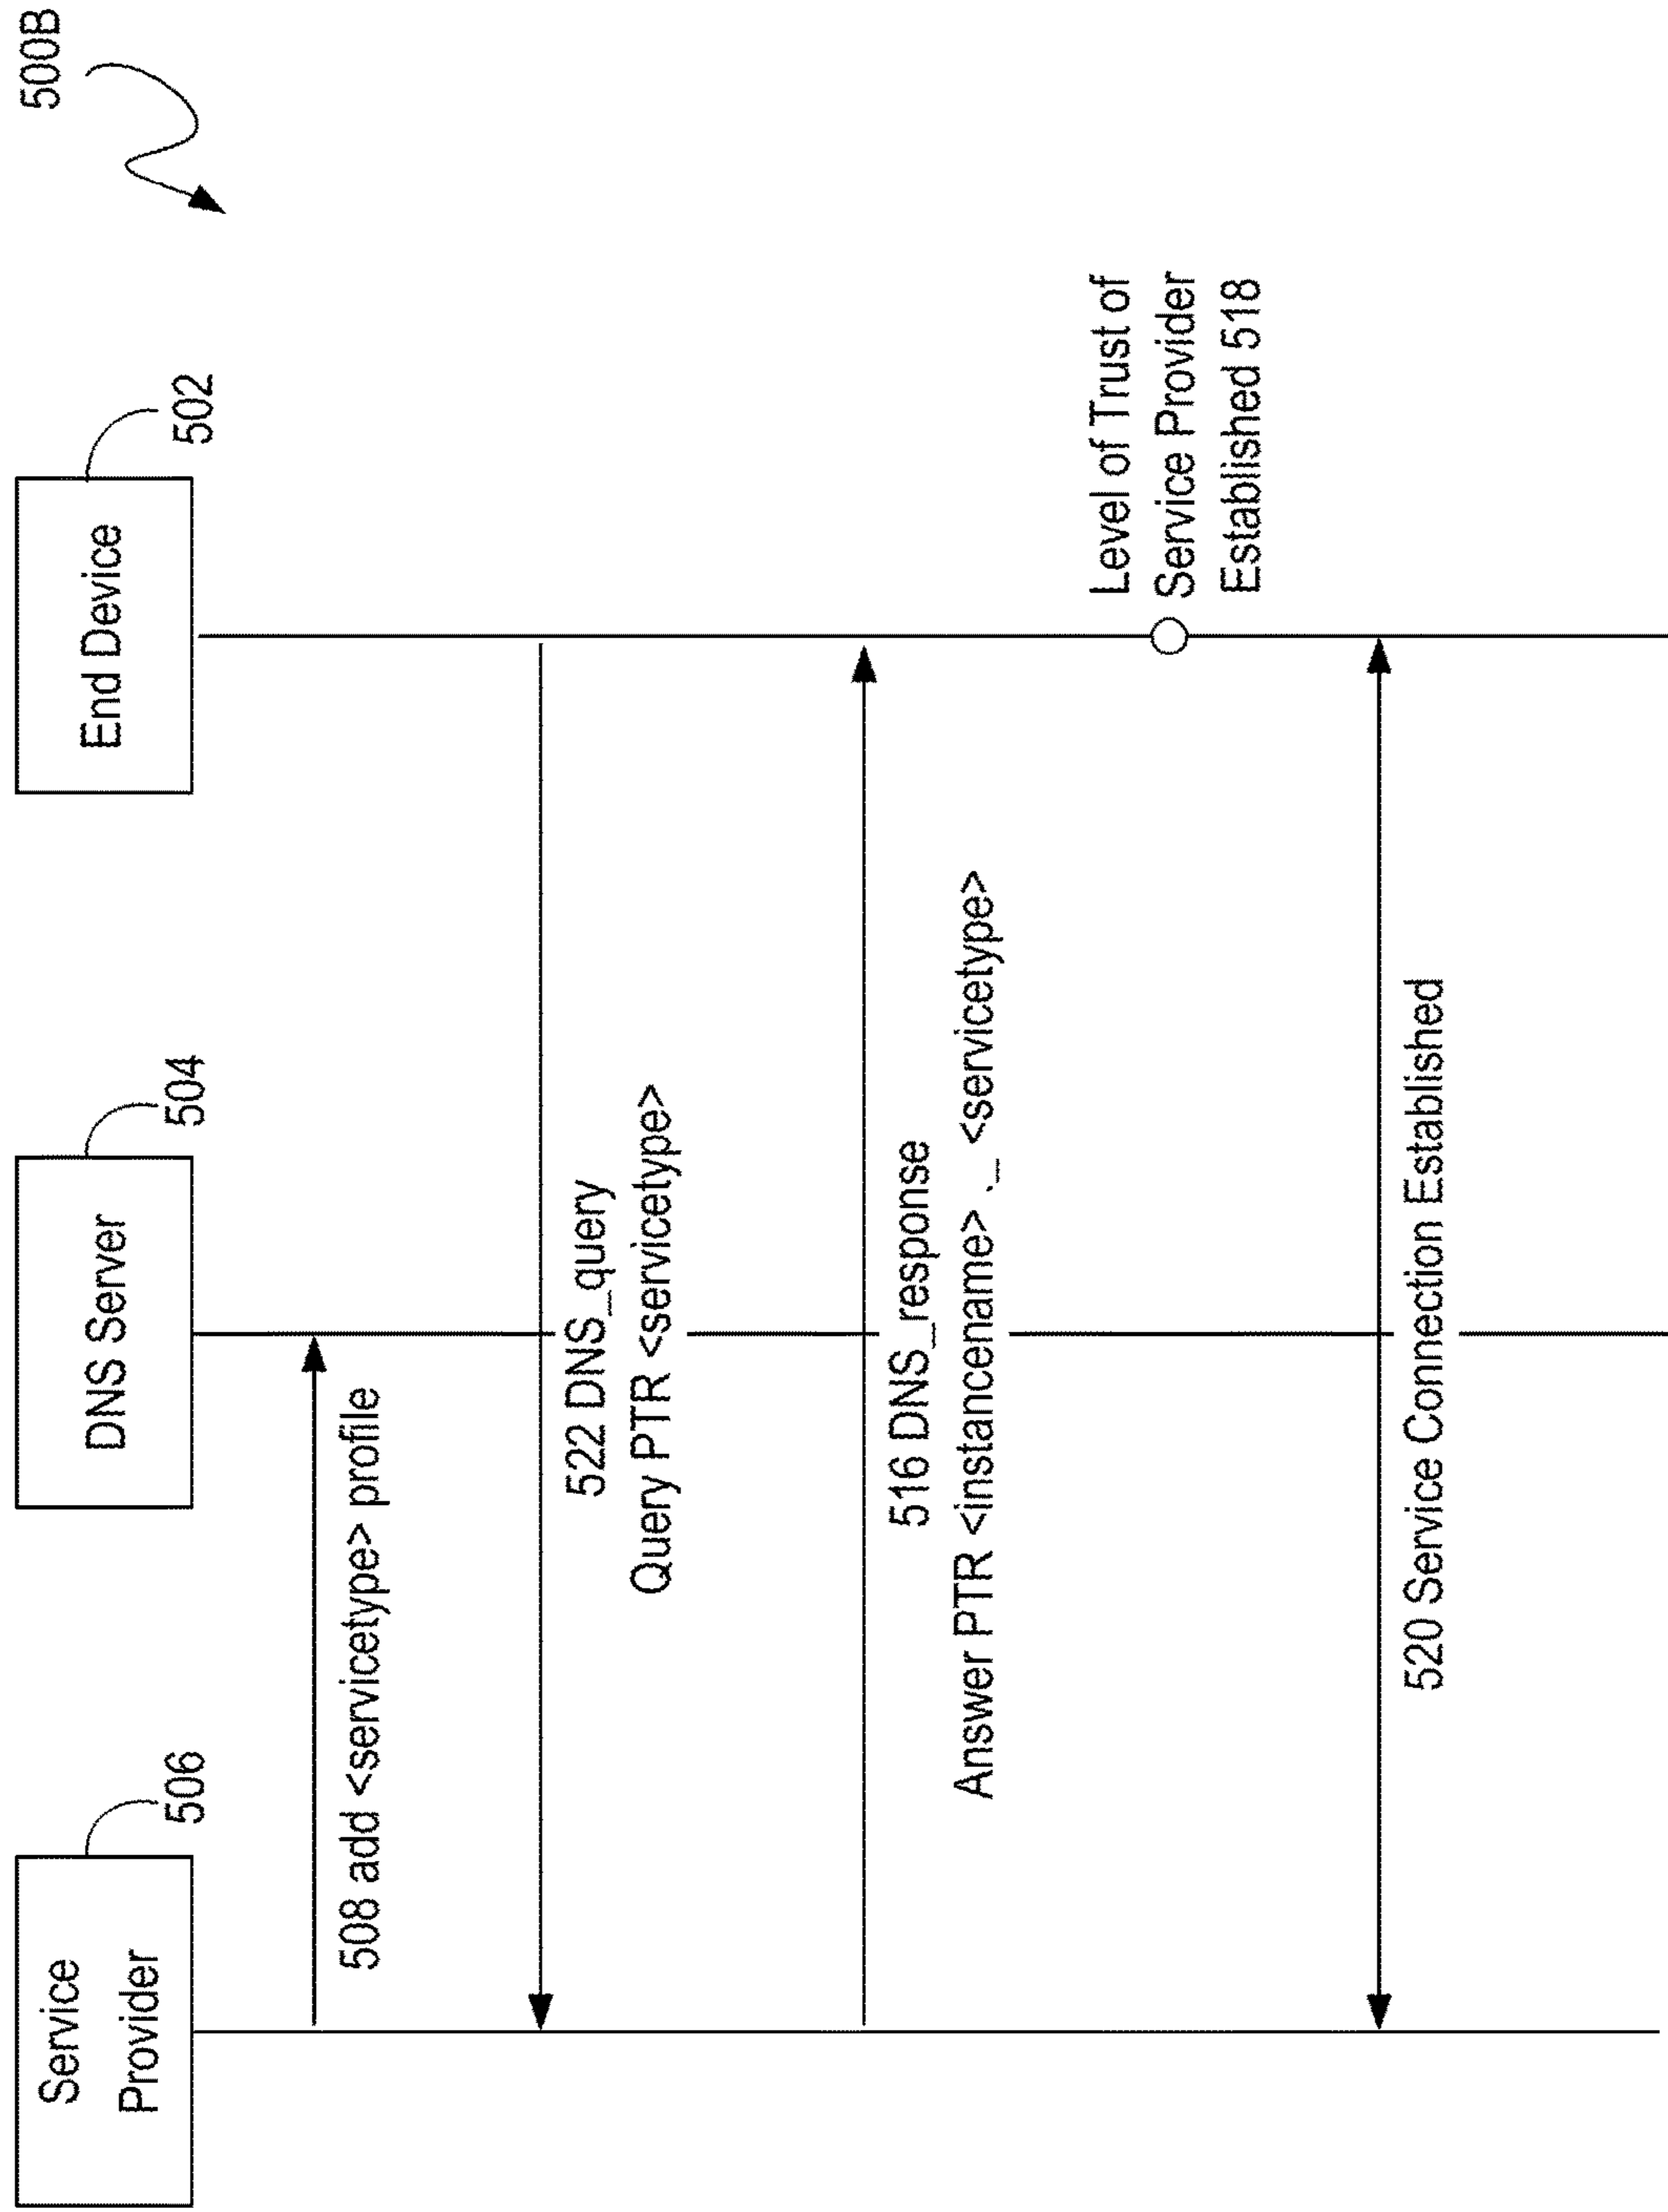 500B
Service
Provider
506
DNS Server
504
End Device
502
508 add <servicetype> profile
522 DNS_query
Query PTR <servicetype>
516 DNS_response
Answer PTR <instancename> ._ <servicetype>
Level of Trust of
Service Provider
Established 518
520 Service Connection Established